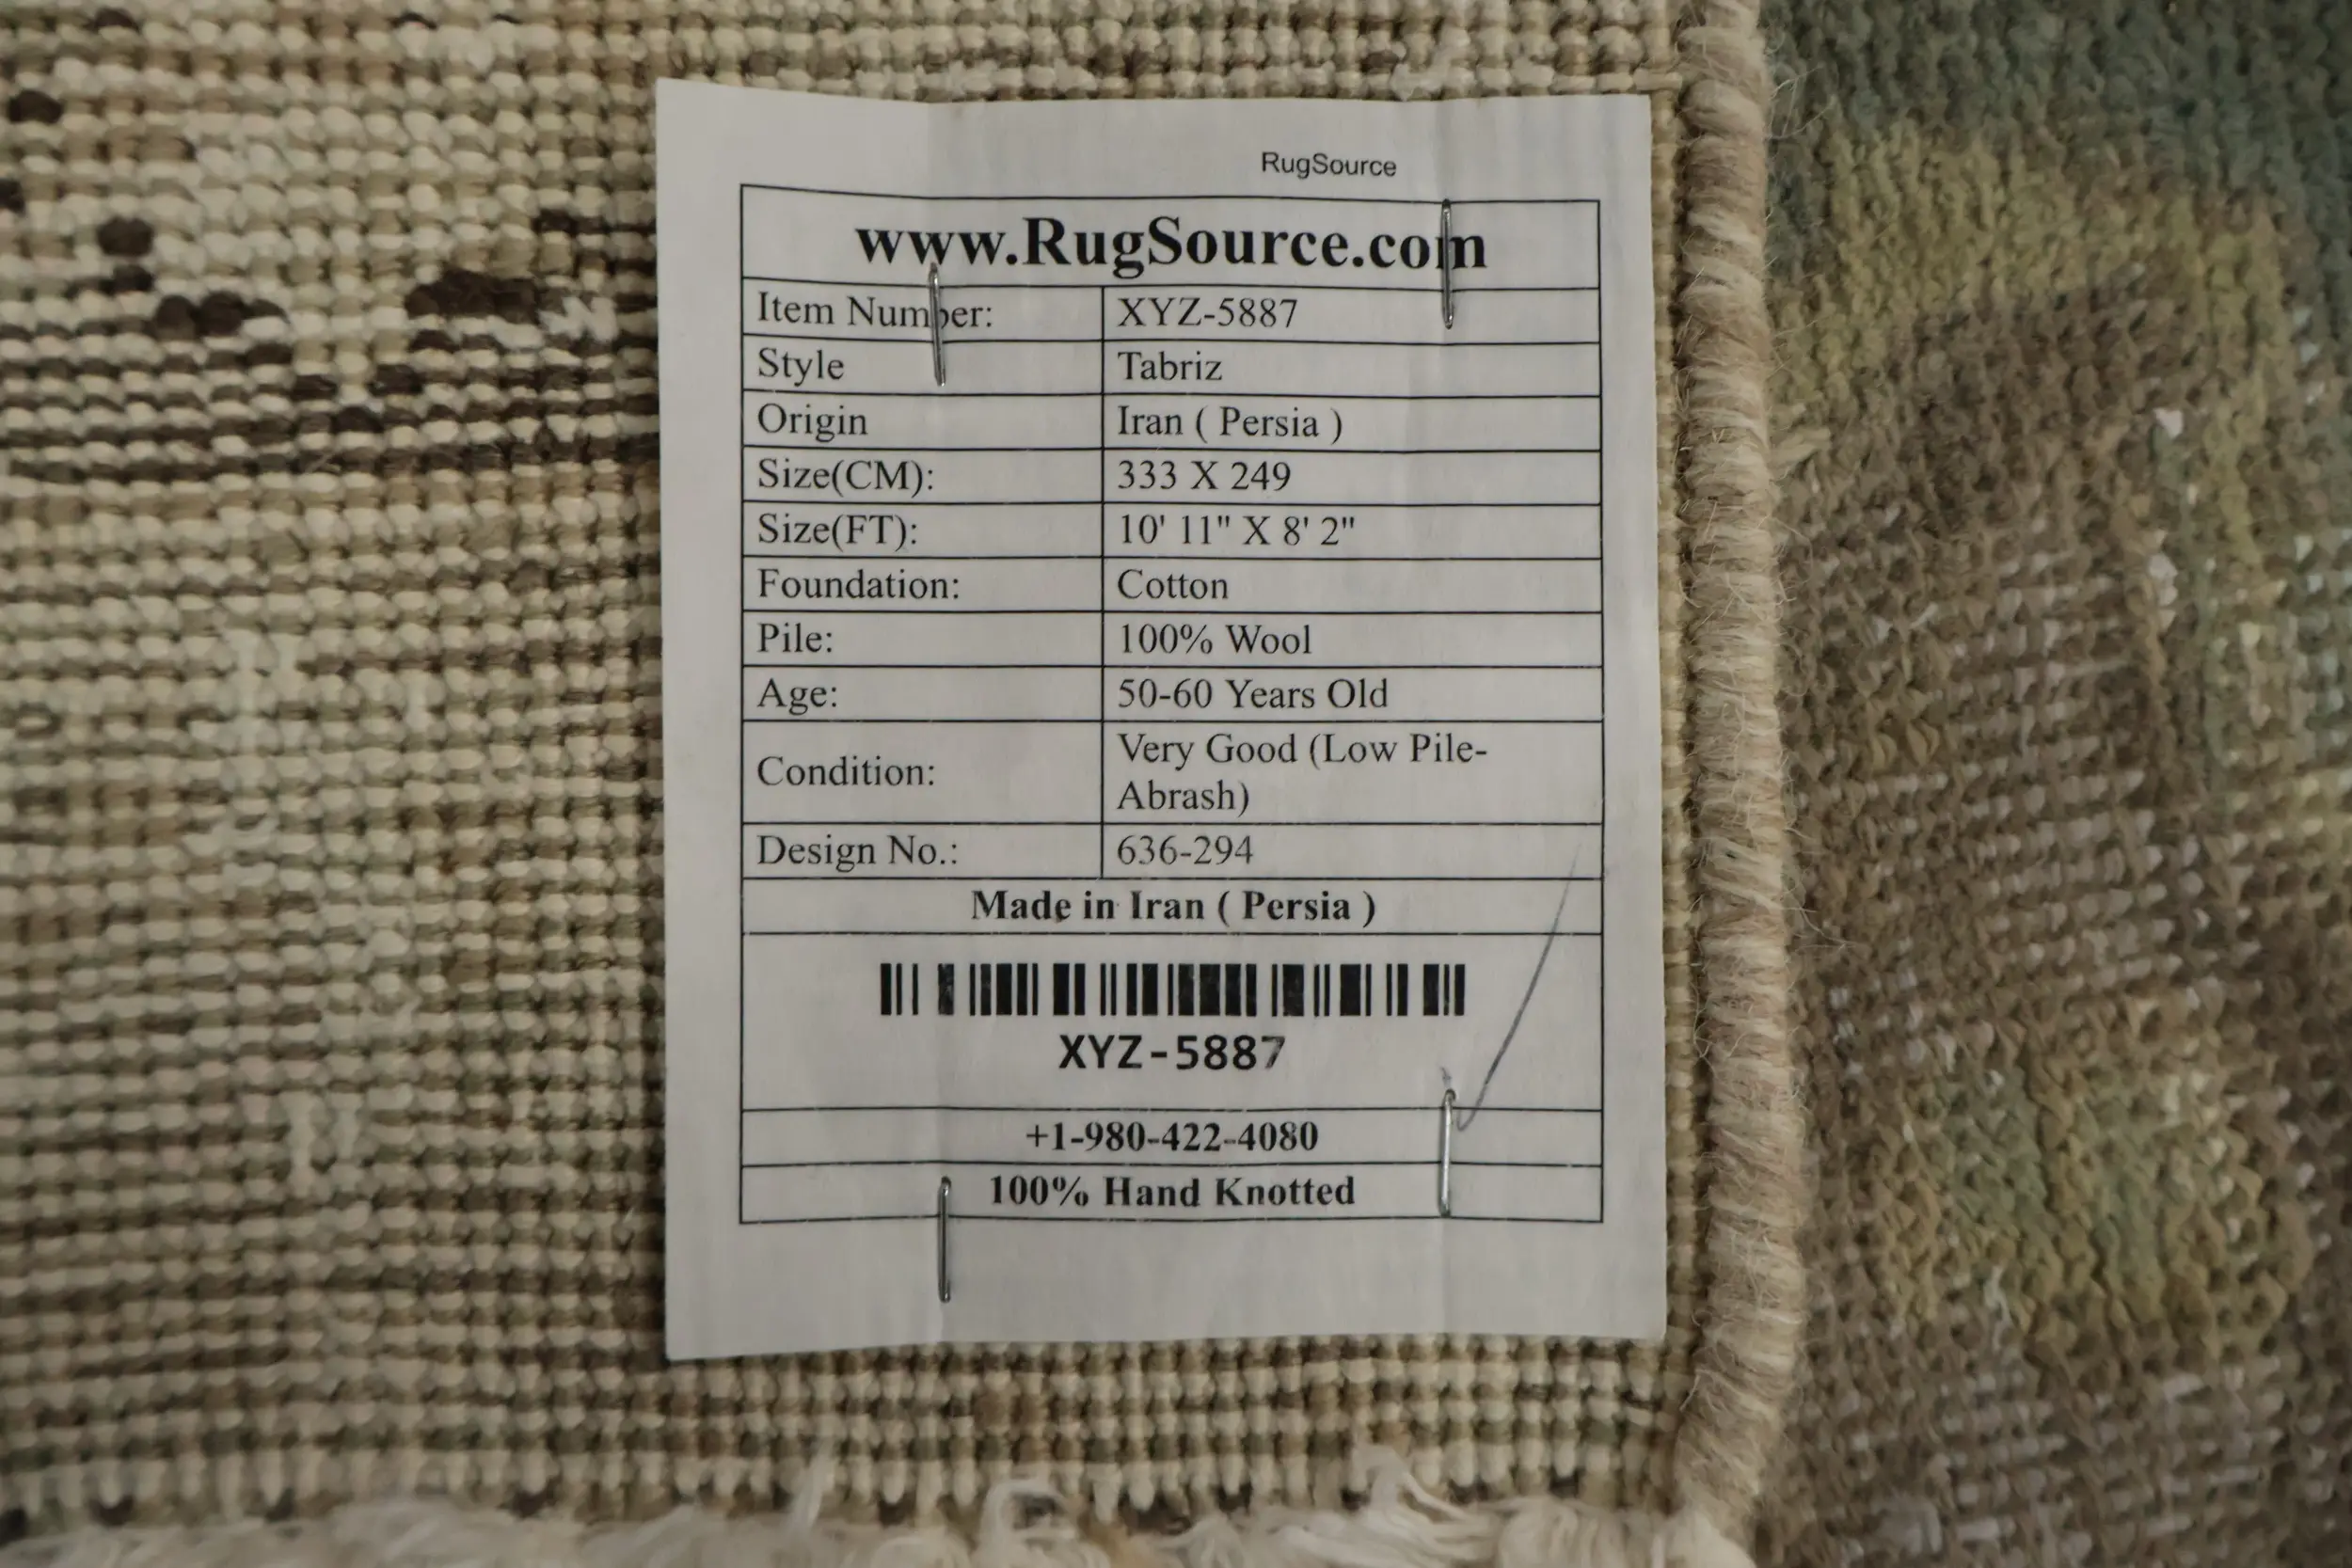 RugSource
www.RugSource.com
Item Number: XYZ-5887
Style Tabriz
Origin Iran ( Persia )
Size(CM): 333 X 249
Size(FT): 10' 11" X 8' 2"
Foundation: Cotton
Pile: 100% Wool
Age: 50-60 Years Old
Condition: Very Good (Low Pile-
Abrash)
Design No.: 636-294
Made in Iran ( Persia )
XYZ-5887
+1-980-422-4080
100% Hand Knotted